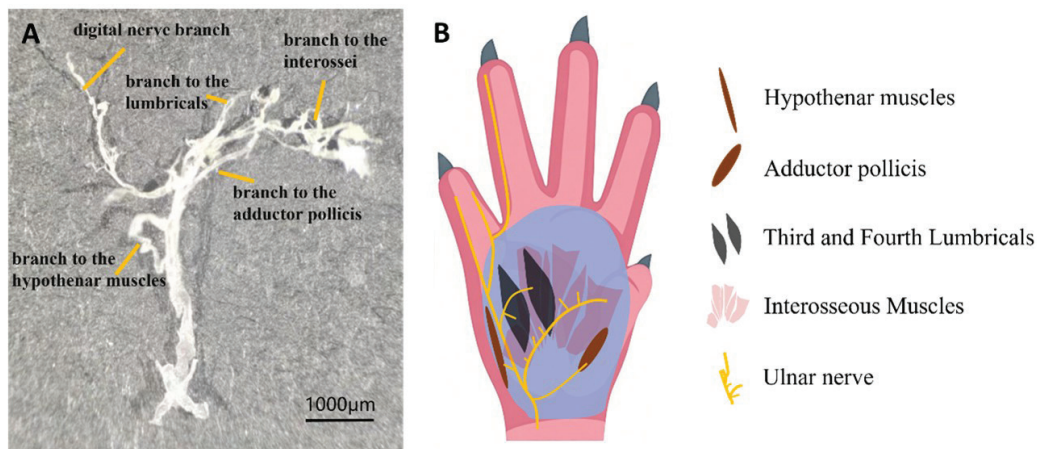 A
digital nerve branch
branch to the
lumbricals
branch to the
interossei
branch to the
adductor pollicis
branch to the
hypothenar muscles
1000μm
B
Hypothenar muscles
Adductor pollicis
Third and Fourth Lumbricals
Interosseous Muscles
Ulnar nerve